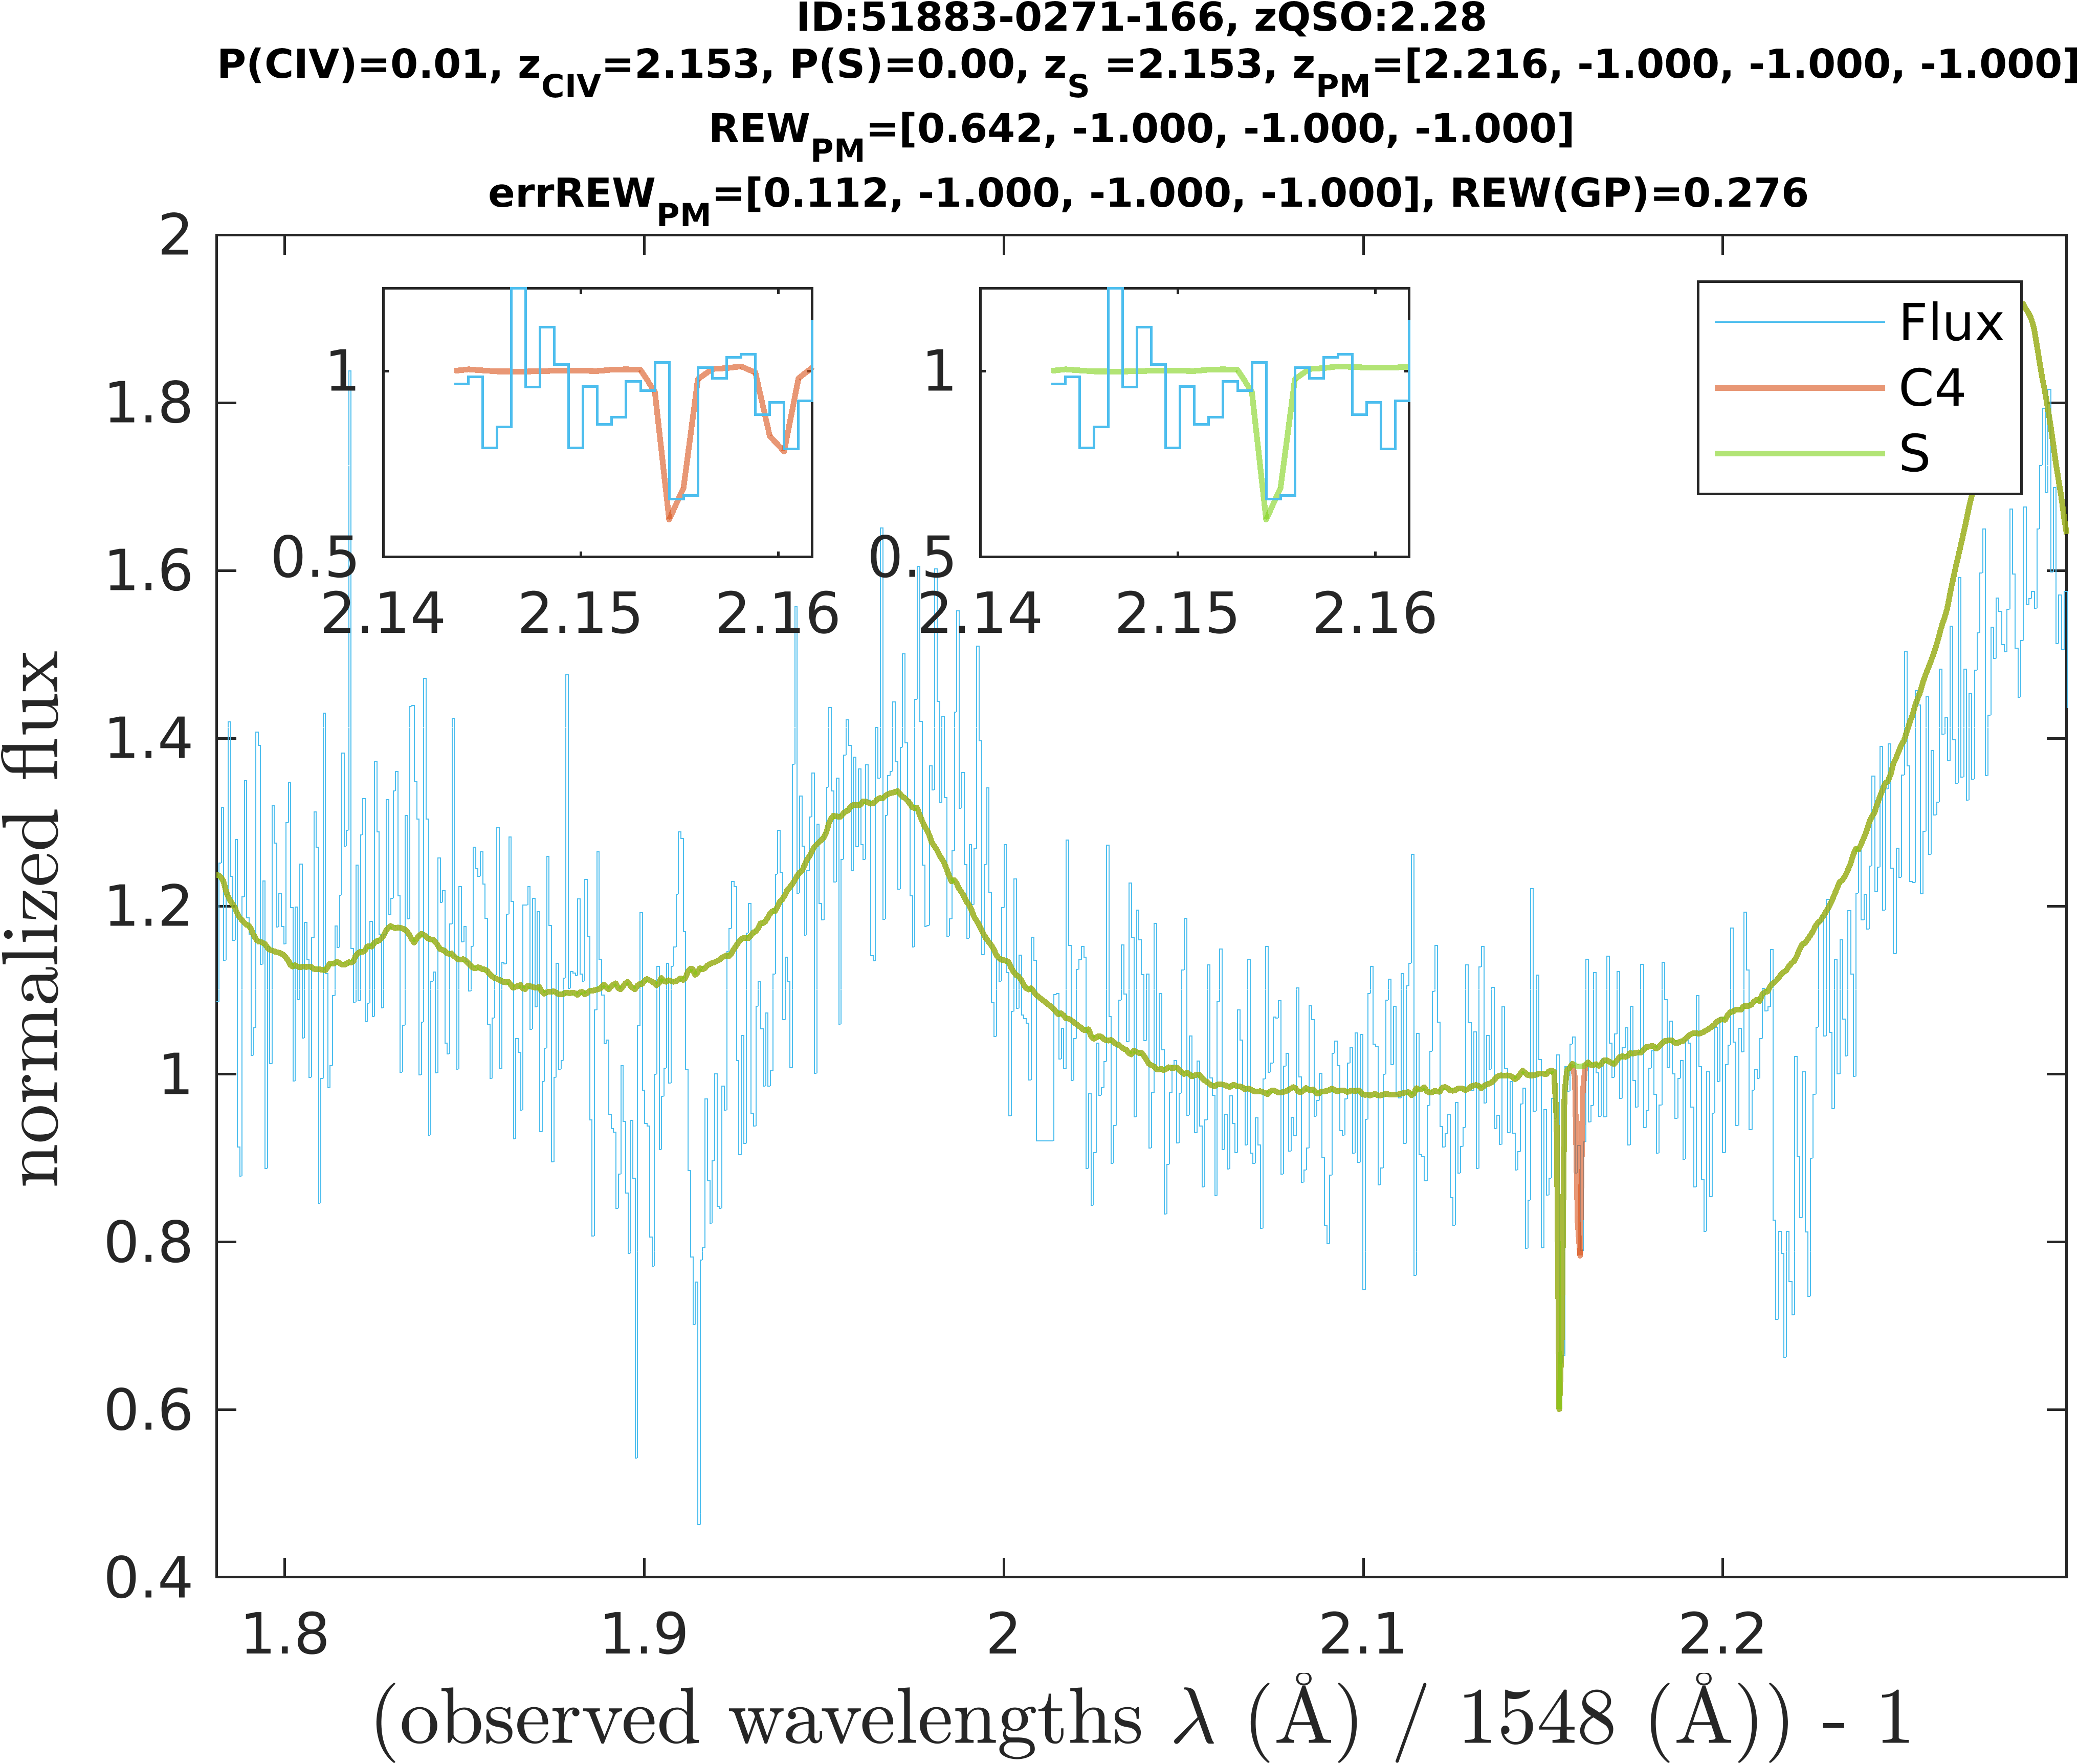 ID:51883-0271-166, zQSO:2.28
P(CIV)=0.01, zCIV=2.153, P(S)=0.00, zS =2.153, zPM=[2.216, -1.000, -1.000, -1.000]
REWPM=[0.642, -1.000, -1.000, -1.000]
errREWPM=[0.112, -1.000, -1.000, -1.000], REW(GP)=0.276
2
1.8
1.6
1.4
1.2
1
0.8
0.6
0.4
normalized flux
1
0.5
2.14
2.15
2.16
1
0.5
2.14
2.15
2.16
Flux
C4
S
1.8
1.9
2
2.1
2.2
(observed wavelengths λ (Å) / 1548 (Å)) - 1